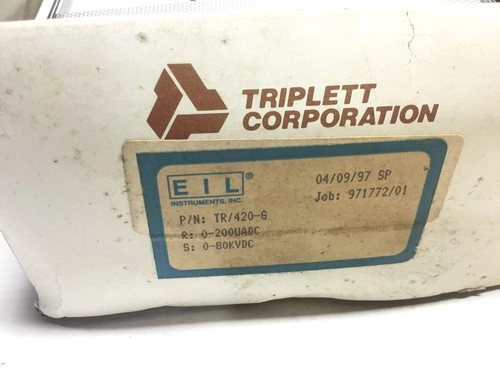 TRIPLETT
CORPORATION
EIL®
INSTRUMENTS, INC.
04/09/97 SP
Job: 971772/01
P/N: TR/420-G
R: 0-200UADC
S: 0-80KVDC